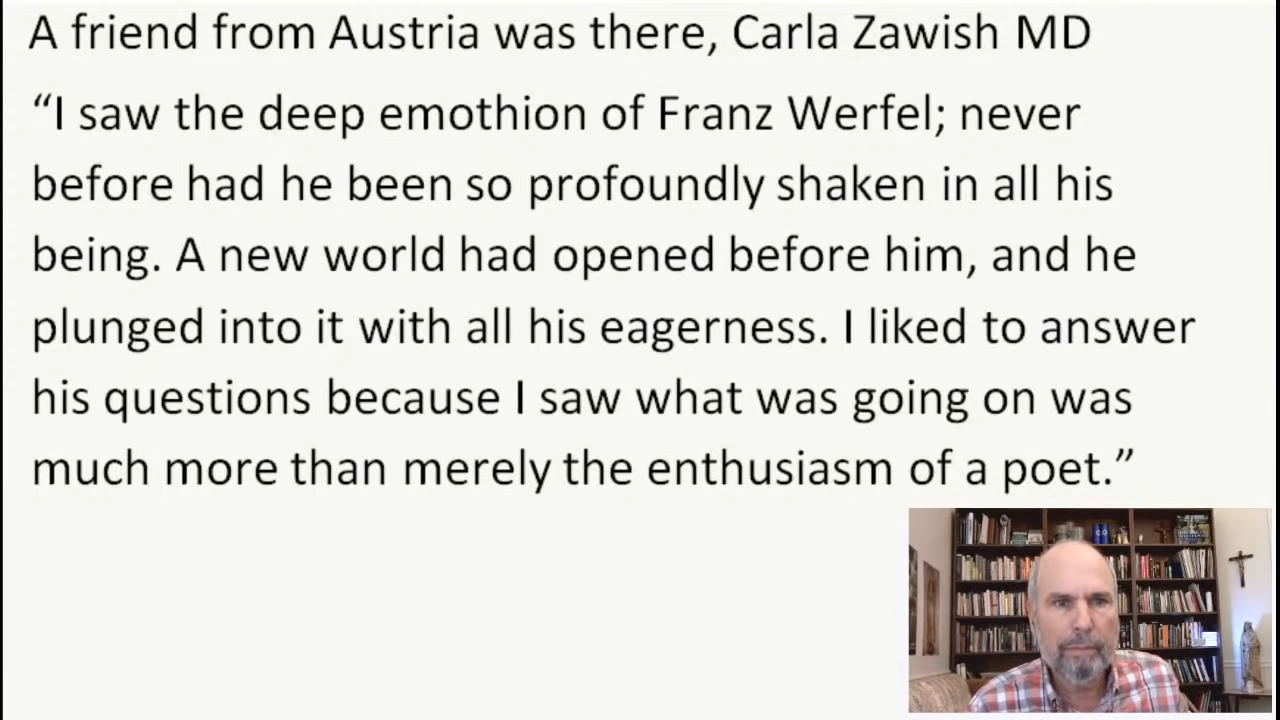 A friend from Austria was there, Carla Zawish MD
“I saw the deep emothion of Franz Werfel; never
before had he been so profoundly shaken in all his
being. A new world had opened before him, and he
plunged into it with all his eagerness. I liked to answer
his questions because I saw what was going on was
much more than merely the enthusiasm of a poet.”